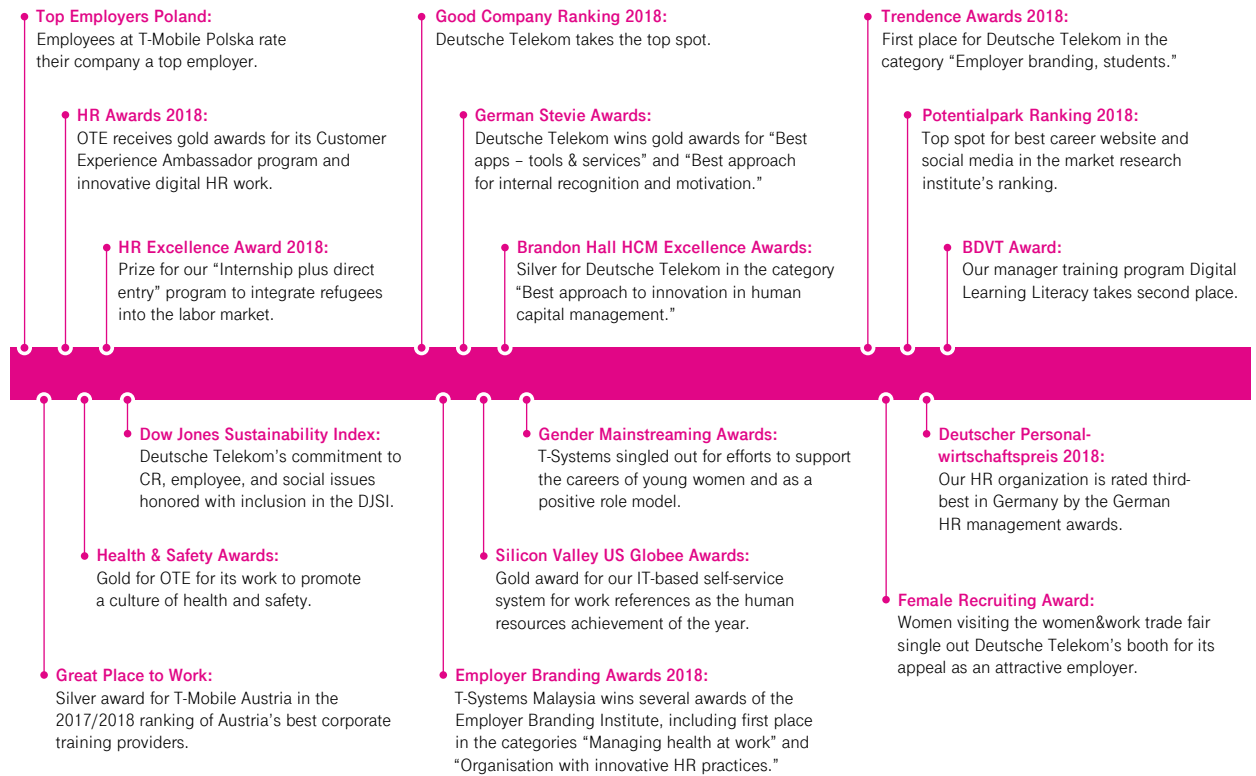 Top Employers Poland:
Employees at T-Mobile Polska rate
their company a top employer.
HR Awards 2018:
OTE receives gold awards for its Customer
Experience Ambassador program and
innovative digital HR work.
HR Excellence Award 2018:
Prize for our “Internship plus direct
entry” program to integrate refugees
into the labor market.
Good Company Ranking 2018:
Deutsche Telekom takes the top spot.
German Stevie Awards:
Deutsche Telekom wins gold awards for “Best
apps – tools & services” and “Best approach
for internal recognition and motivation.”
Brandon Hall HCM Excellence Awards:
Silver for Deutsche Telekom in the category
“Best approach to innovation in human
capital management.”
Trendence Awards 2018:
First place for Deutsche Telekom in the
category “Employer branding, students.”
Potentialpark Ranking 2018:
Top spot for best career website and
social media in the market research
institute’s ranking.
BDVT Award:
Our manager training program Digital
Learning Literacy takes second place.
Dow Jones Sustainability Index:
Deutsche Telekom’s commitment to
CR, employee, and social issues
honored with inclusion in the DJSI.
Health & Safety Awards:
Gold for OTE for its work to promote
a culture of health and safety.
Great Place to Work:
Silver award for T-Mobile Austria in the
2017/2018 ranking of Austria’s best corporate
training providers.
Gender Mainstreaming Awards:
T-Systems singled out for efforts to support
the careers of young women and as a
positive role model.
Silicon Valley US Globee Awards:
Gold award for our IT-based self-service
system for work references as the human
resources achievement of the year.
Employer Branding Awards 2018:
T-Systems Malaysia wins several awards of the
Employer Branding Institute, including first place
in the categories “Managing health at work” and
“Organisation with innovative HR practices.”
Deutscher Personal-
wirtschaftspreis 2018:
Our HR organization is rated third-
best in Germany by the German
HR management awards.
Female Recruiting Award:
Women visiting the women&work trade fair
single out Deutsche Telekom’s booth for its
appeal as an attractive employer.